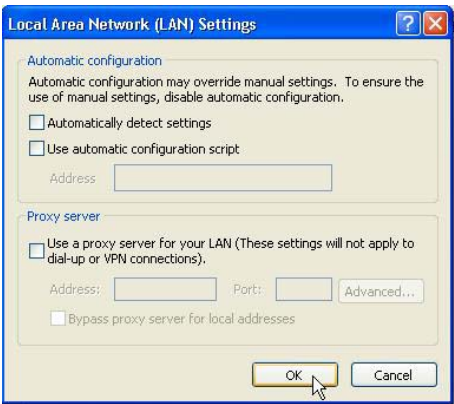 Local Area Network (LAN) Settings
Automatic configuration
Automatic configuration may override manual settings. To ensure the
use of manual settings, disable automatic configuration.
Automatically detect settings
Use automatic configuration script
Address
Proxy server
Use a proxy server for your LAN (These settings will not apply to
dial-up or VPN connections).
Address:
Port:
Advanced...
Bypass proxy server for local addresses
OK
Cancel